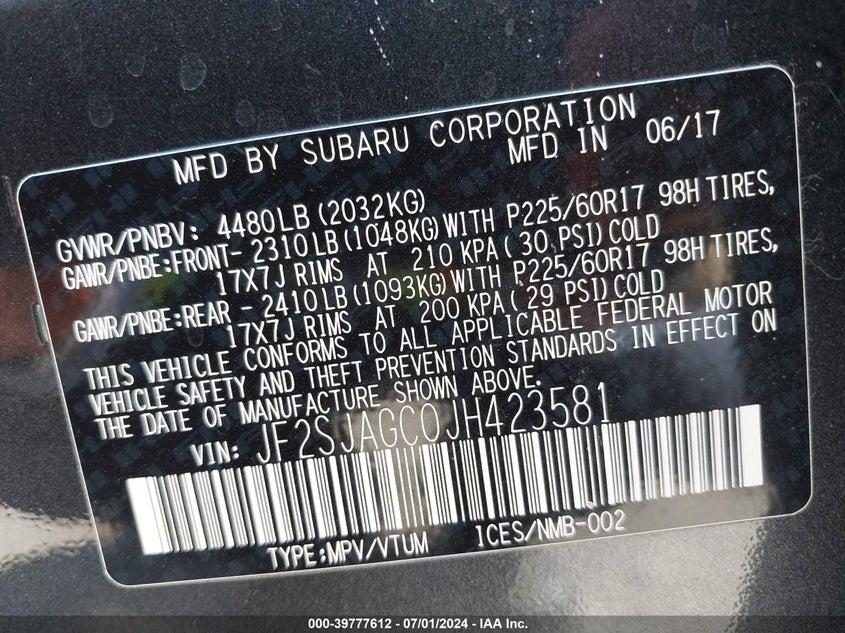 MFD BY SUBARU CORPORATION
MFD IN 06/17
GVWR/PNBV: 4480LB(2032KG)
GAWR/PNBE:FRONT- 2310LB(1048KG)WITH P225/60R17 98H TIRES,
17X7J RIMS AT 210 KPA(30 PSI)COLD
GAWR/PNBE:REAR - 2410LB(1093KG)WITH P225/60R17 98H TIRES,
17X7J RIMS AT 200 KPA(29 PSI)COLD
THIS VEHICLE CONFORMS TO ALL APPLICABLE FEDERAL MOTOR
VEHICLE SAFETY AND THEFT PREVENTION STANDARDS IN EFFECT ON
THE DATE OF MANUFACTURE SHOWN ABOVE.
VIN: JF2SJAGC0JH423581
TYPE:MPV/VTUM ICES/NMB-002
000-39777612 - 07/01/2024 - IAA Inc.